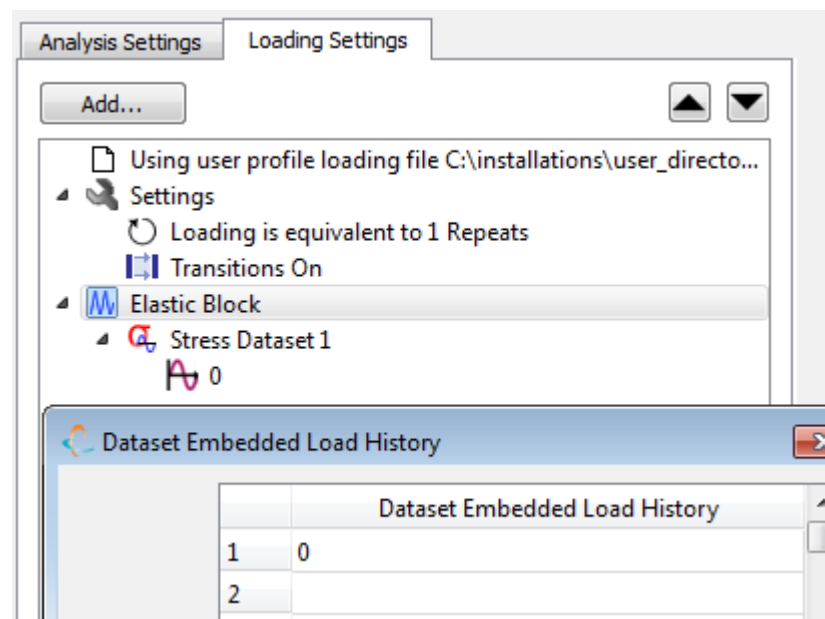 Analysis Settings Loading Settings
Add...
Using user profile loading file C:\installations\user_directo...
Settings
Loading is equivalent to 1 Repeats
Transitions On
Elastic Block
Stress Dataset 1
0
Dataset Embedded Load History
Dataset Embedded Load History
1 0
2